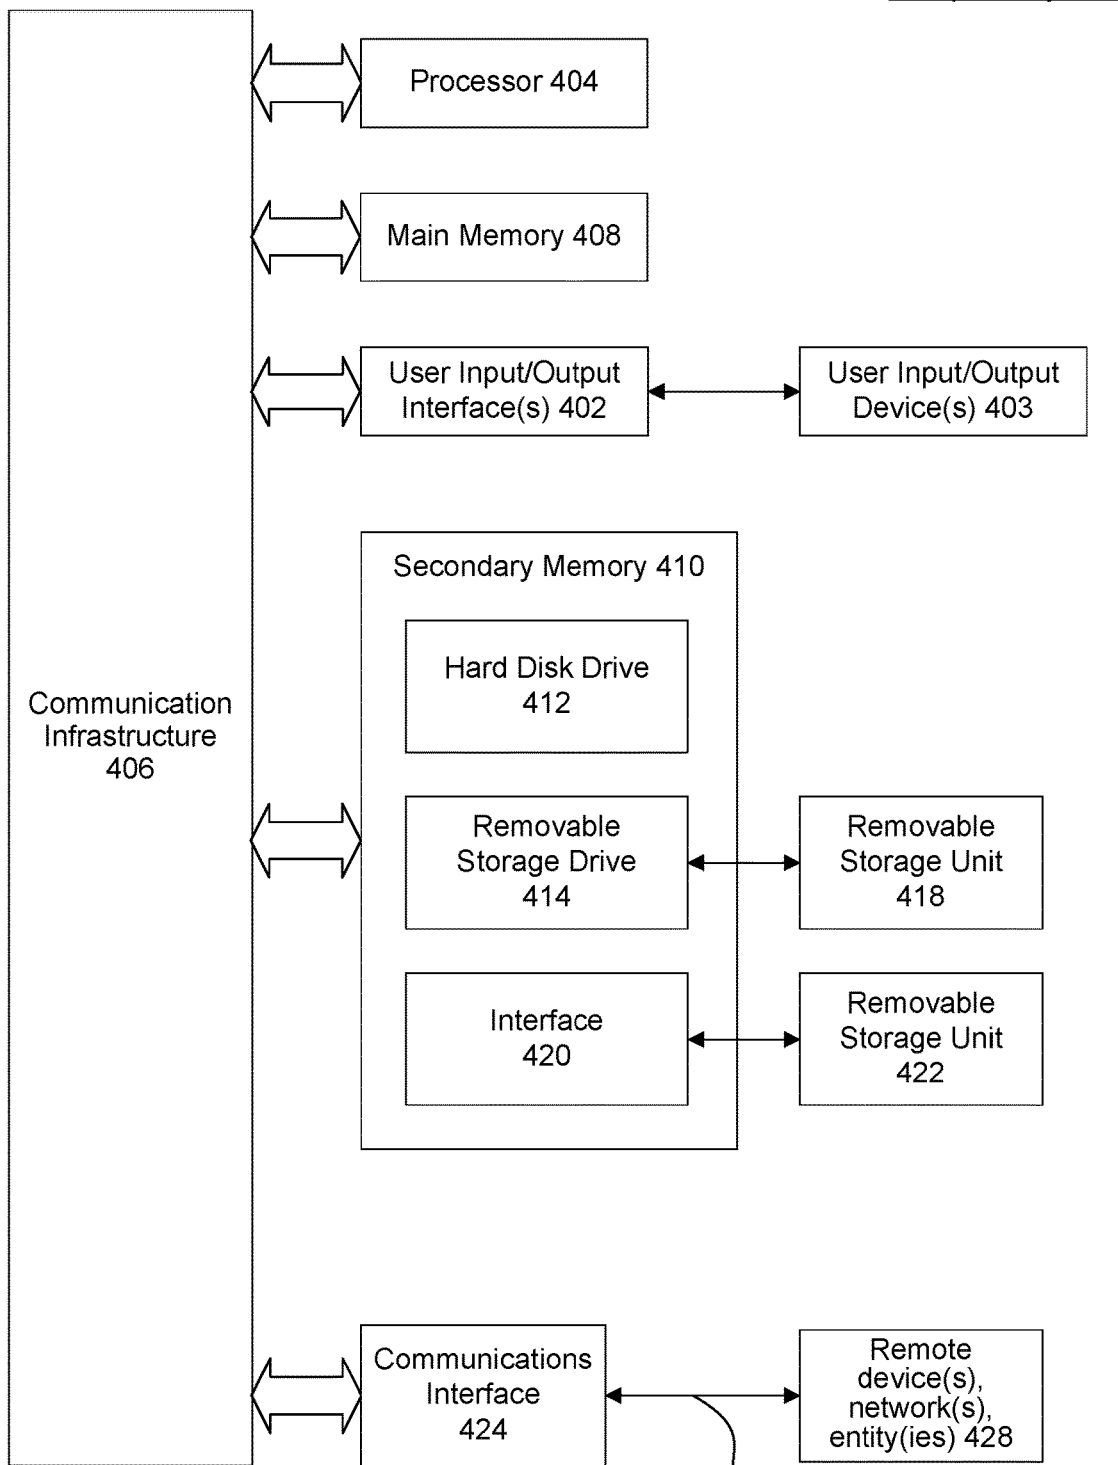 Processor 404
Main Memory 408
User Input/Output
Interface(s) 402
User Input/Output
Device(s) 403
Secondary Memory 410
Hard Disk Drive
412
Communication
Infrastructure
406
Removable
Storage Drive
414
Removable
Storage Unit
418
Interface
420
Removable
Storage Unit
422
Communications
Interface
424
Remote
device(s),
network(s),
entity(ies) 428